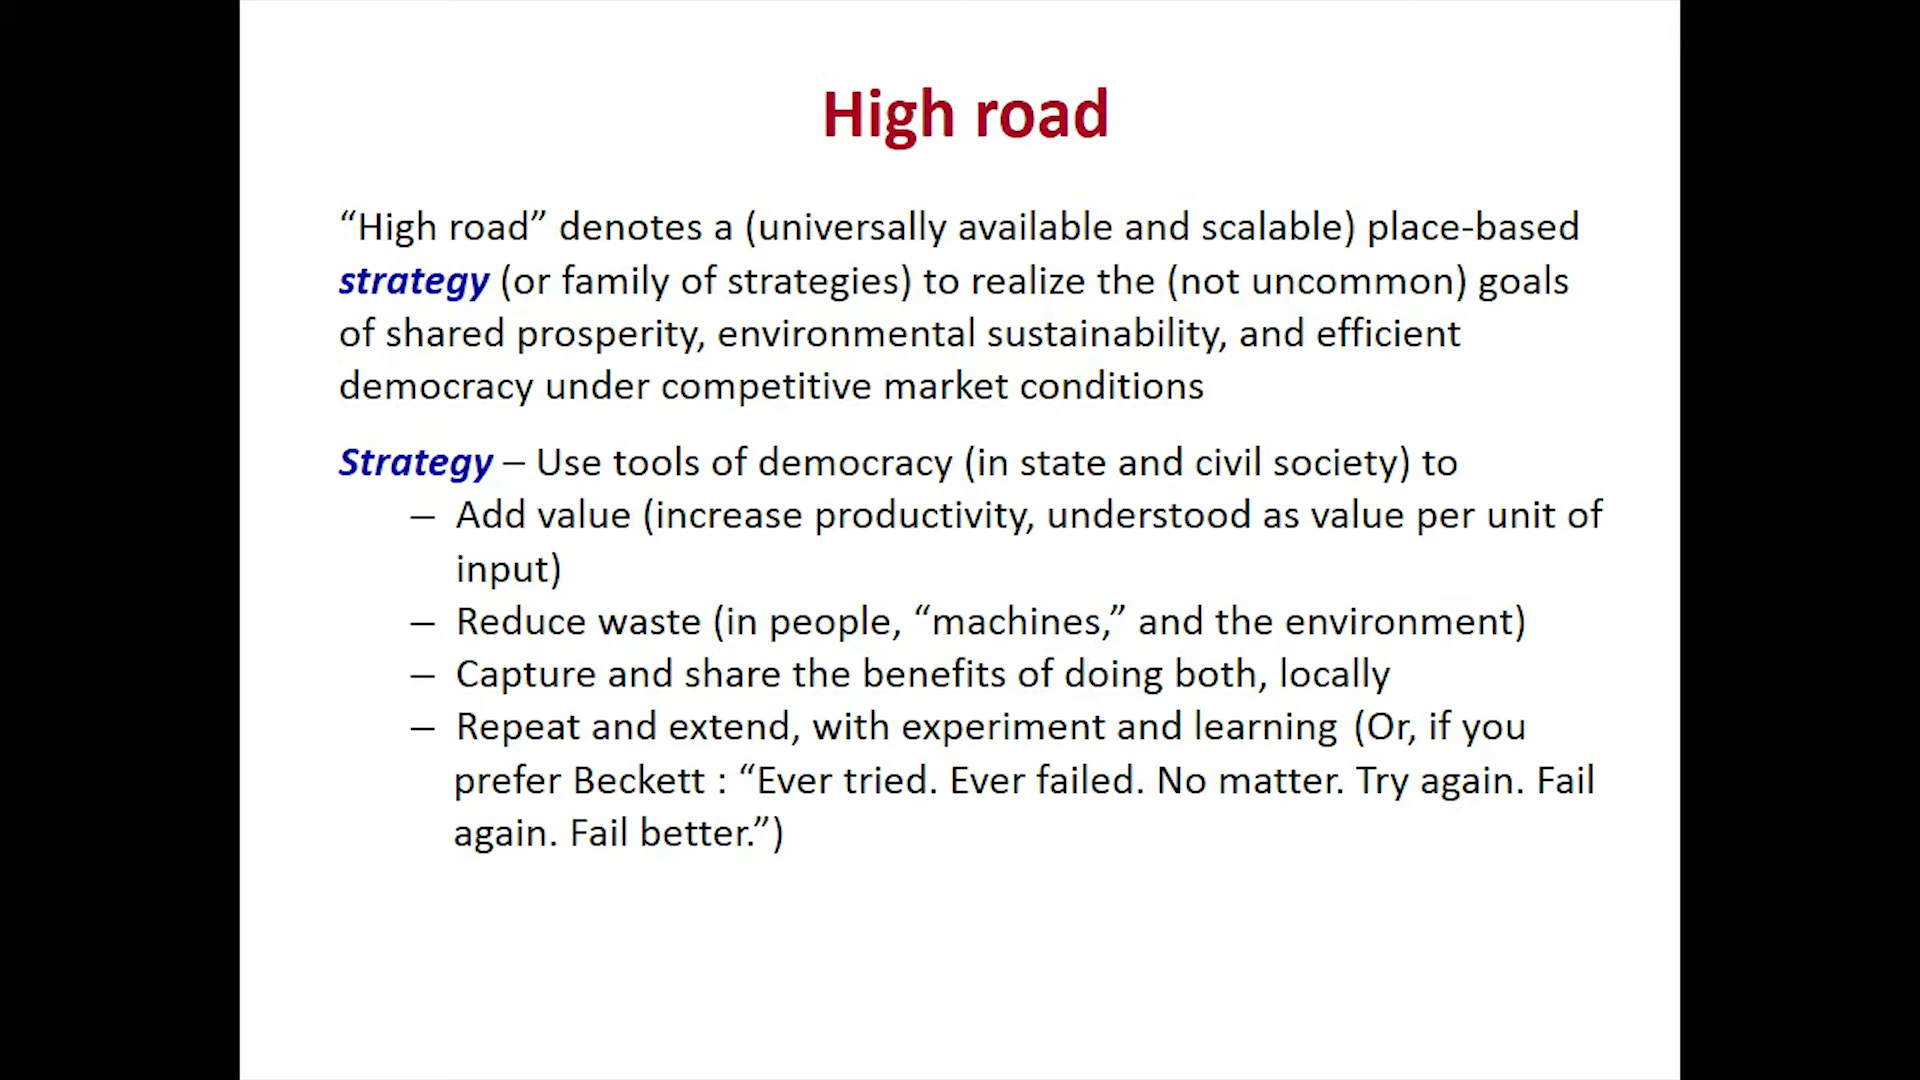 High road
“High road” denotes a (universally available and scalable) place-based
strategy (or family of strategies) to realize the (not uncommon) goals
of shared prosperity, environmental sustainability, and efficient
democracy under competitive market conditions
Strategy – Use tools of democracy (in state and civil society) to
– Add value (increase productivity, understood as value per unit of
input)
– Reduce waste (in people, “machines,” and the environment)
– Capture and share the benefits of doing both, locally
– Repeat and extend, with experiment and learning (Or, if you
prefer Beckett : “Ever tried. Ever failed. No matter. Try again. Fail
again. Fail better.”)